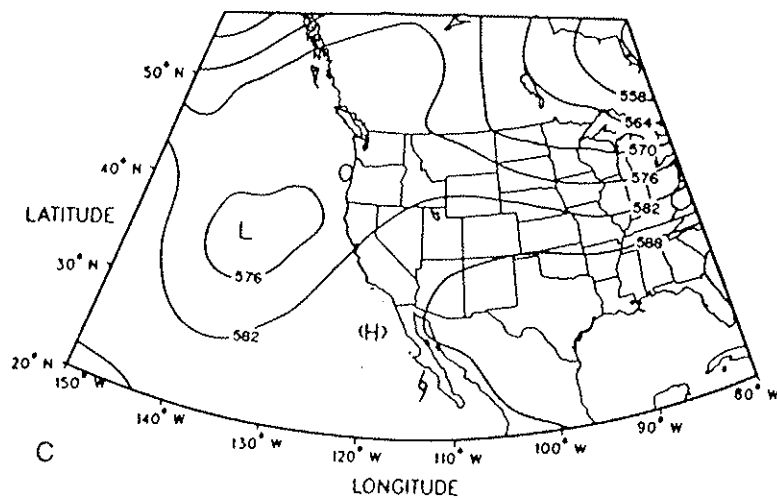 50° N
40° N
LATITUDE
30° N
20° N
150° W
140° W
130° W
120° W
110° W
100° W
90° W
80° W
LONGITUDE
C
L
576
582
(H)
558
564
570
576
582
588